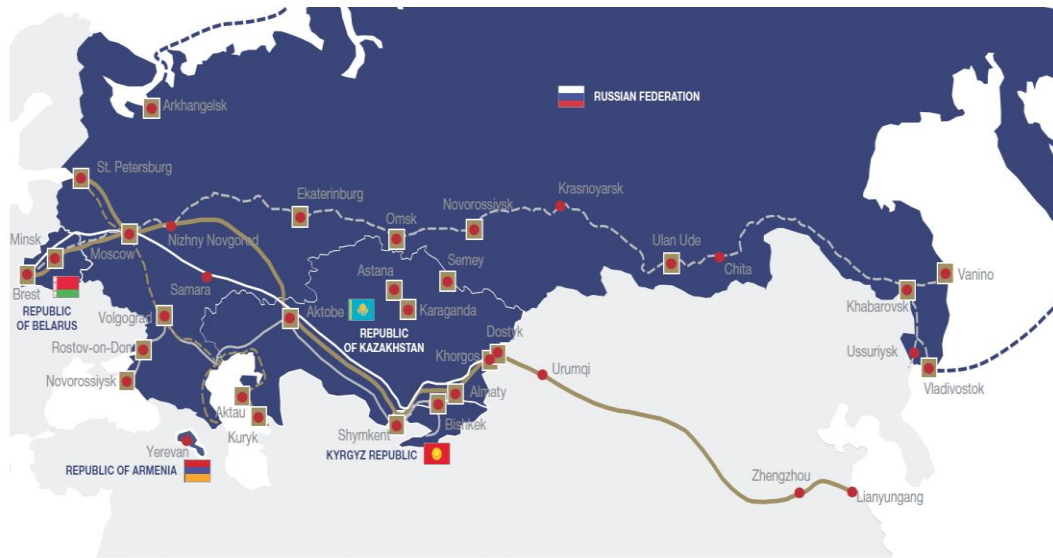 RUSSIAN FEDERATION
Arkhangelsk
St. Petersburg
Ekaterinburg
Omsk
Novorossiysk
Krasnoyarsk
Minsk
Moscow
Nizhny Novgorod
Ulan Ude
Chita
Vanino
Brest
Samara
Astana
Semey
Khabarovsk
REPUBLIC
OF BELARUS
Volgograd
Aktobe
REPUBLIC
OF KAZAKHSTAN
Karaganda
Dostyk
Rostov-on-Don
Khorgos
Urumqi
Ussuriysk
Novorossiysk
Aktau
Almaty
Vladivostok
Kuryk
Shymkent
Bishkek
Yerevan
KYRGYZ REPUBLIC
REPUBLIC OF ARMENIA
Zhengzhou
Lianyungang